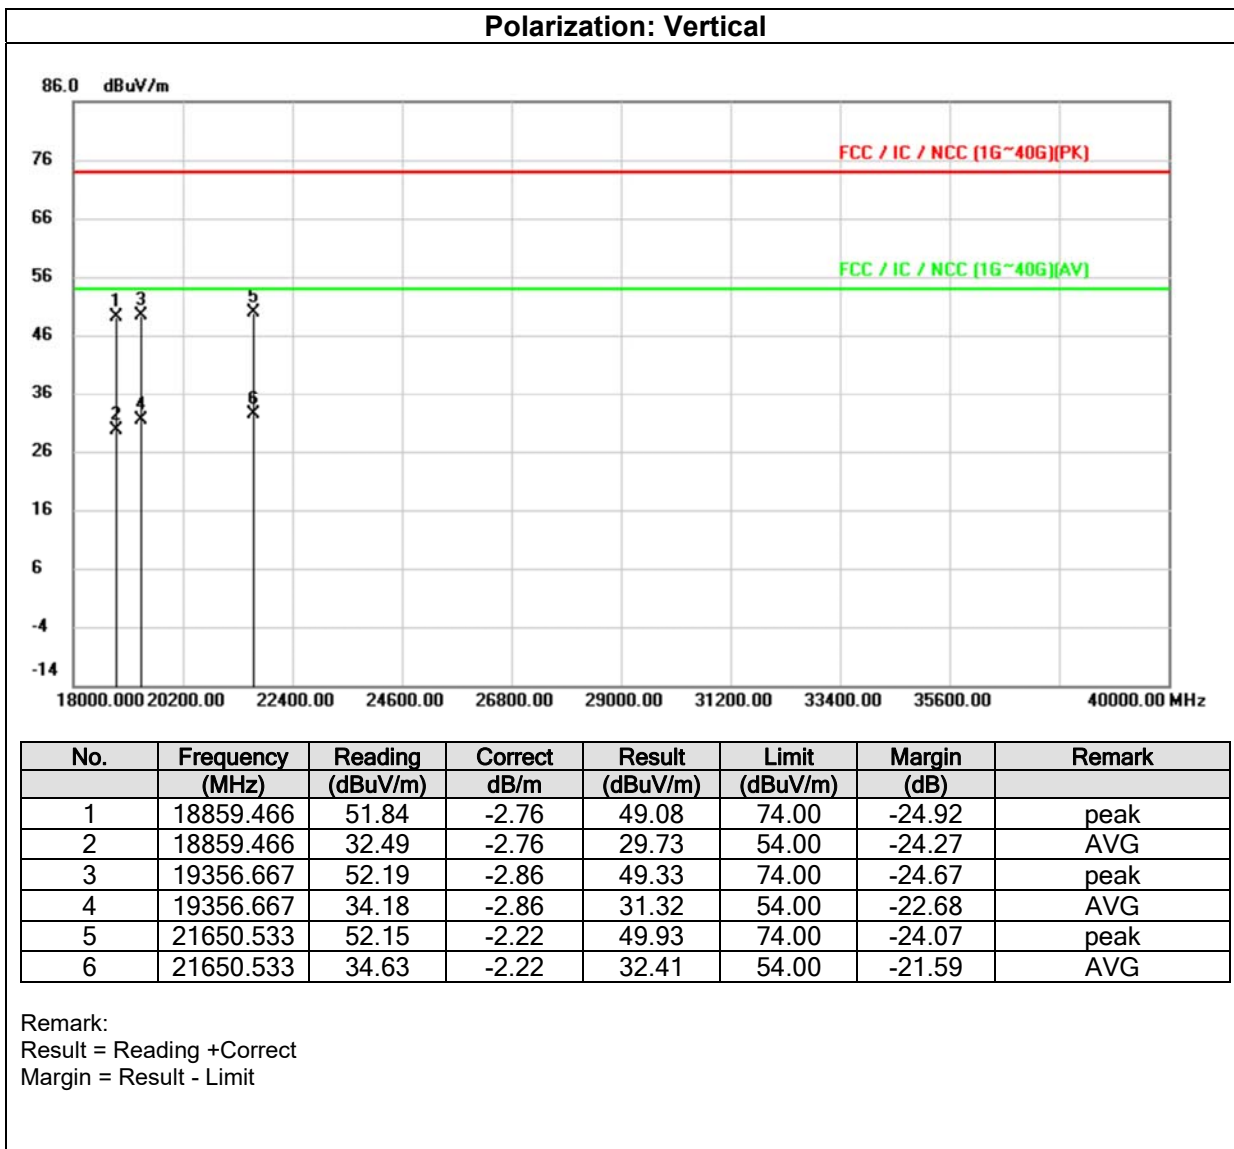 Polarization: Vertical
86.0 dBuV/m
76
FCC / IC / NCC (1G~40G)(PK)
66
56
FCC / IC / NCC (1G~40G)(AV)
1 3 5
46
36
2 4 6
26
16
6
-4
-14
18000.000 20200.00 22400.00 24600.00 26800.00 29000.00 31200.00 33400.00 35600.00 40000.00 MHz
No. Frequency Reading Correct Result Limit Margin Remark
(MHz) (dBuV/m) dB/m (dBuV/m) (dBuV/m) (dB)
1 18859.466 51.84 -2.76 49.08 74.00 -24.92 peak
2 18859.466 32.49 -2.76 29.73 54.00 -24.27 AVG
3 19356.667 52.19 -2.86 49.33 74.00 -24.67 peak
4 19356.667 34.18 -2.86 31.32 54.00 -22.68 AVG
5 21650.533 52.15 -2.22 49.93 74.00 -24.07 peak
6 21650.533 34.63 -2.22 32.41 54.00 -21.59 AVG
Remark:
Result = Reading +Correct
Margin = Result - Limit